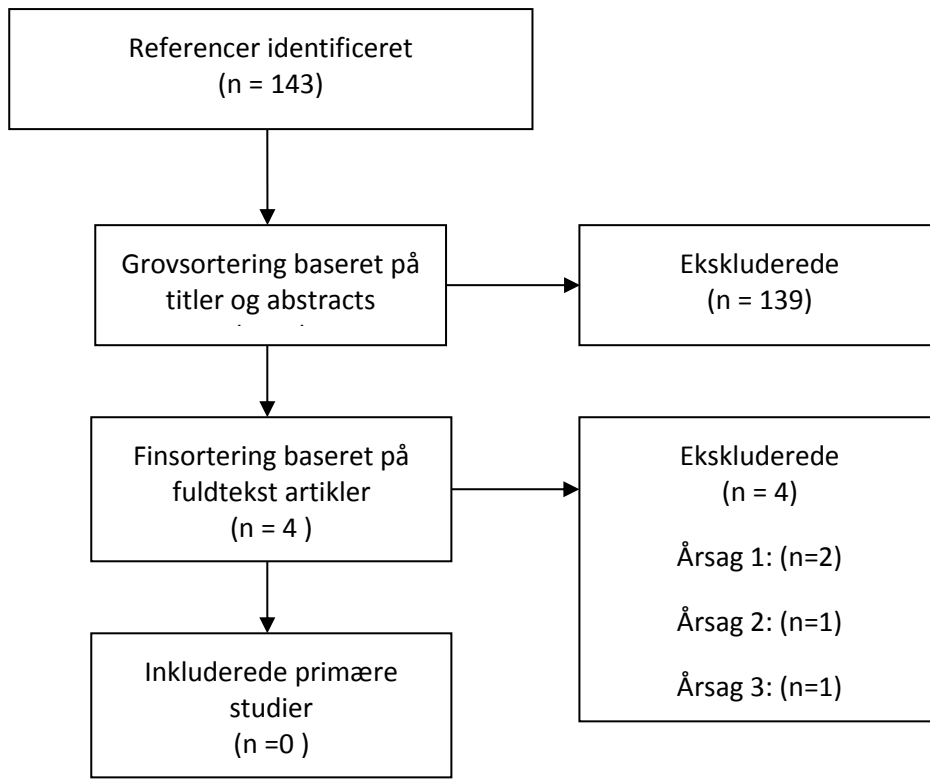 Referencer identificeret
(n = 143)
Grovsortering baseret på
titler og abstracts
Ekskluderede
(n = 139)
Finsortering baseret på
fuldtekst artikler
(n = 4 )
Ekskluderede
(n = 4)
Årsag 1: (n=2)
Årsag 2: (n=1)
Årsag 3: (n=1)
Inkluderede primære
studier
(n =0 )